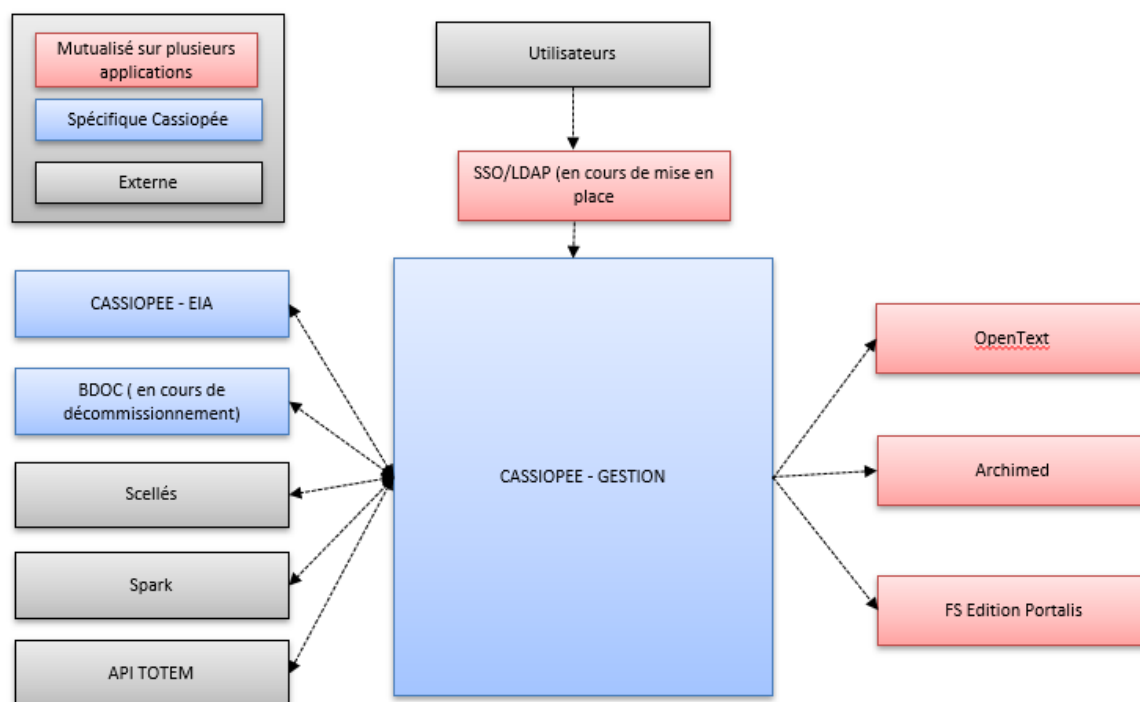 Mutualisé sur plusieurs
applications
Spécifique Cassiopée
Externe
Utilisateurs
SSO/LDAP (en cours de mise en
place
CASSIOPEE - EIA
BDOC ( en cours de
décommissionnement)
Scellés
Spark
API TOTEM
CASSIOPEE - GESTION
OpenText
Archimed
FS Edition Portalis